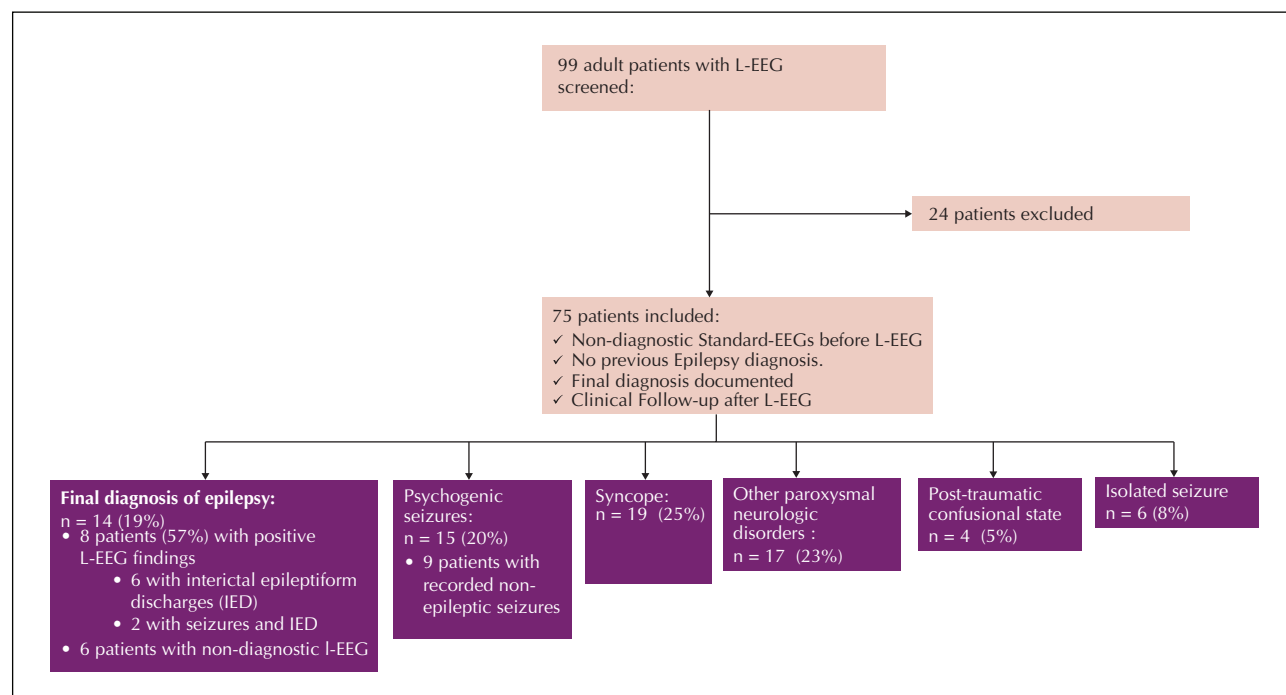 99 adult patients with L-EEG
screened:
24 patients excluded
75 patients included:
✓ Non-diagnostic Standard-EEGs before L-EEG
✓ No previous Epilepsy diagnosis.
✓ Final diagnosis documented
✓ Clinical Follow-up after L-EEG
Final diagnosis of epilepsy:
n = 14 (19%)
• 8 patients (57%) with positive
L-EEG findings
• 6 with interictal epileptiform
discharges (IED)
• 2 with seizures and IED
• 6 patients with non-diagnostic l-EEG
Psychogenic
seizures:
n = 15 (20%)
• 9 patients with
recorded non-
epileptic seizures
Syncope:
n = 19 (25%)
Other paroxysmal
neurologic
disorders :
n = 17 (23%)
Post-traumatic
confusional state
n = 4 (5%)
Isolated seizure
n = 6 (8%)